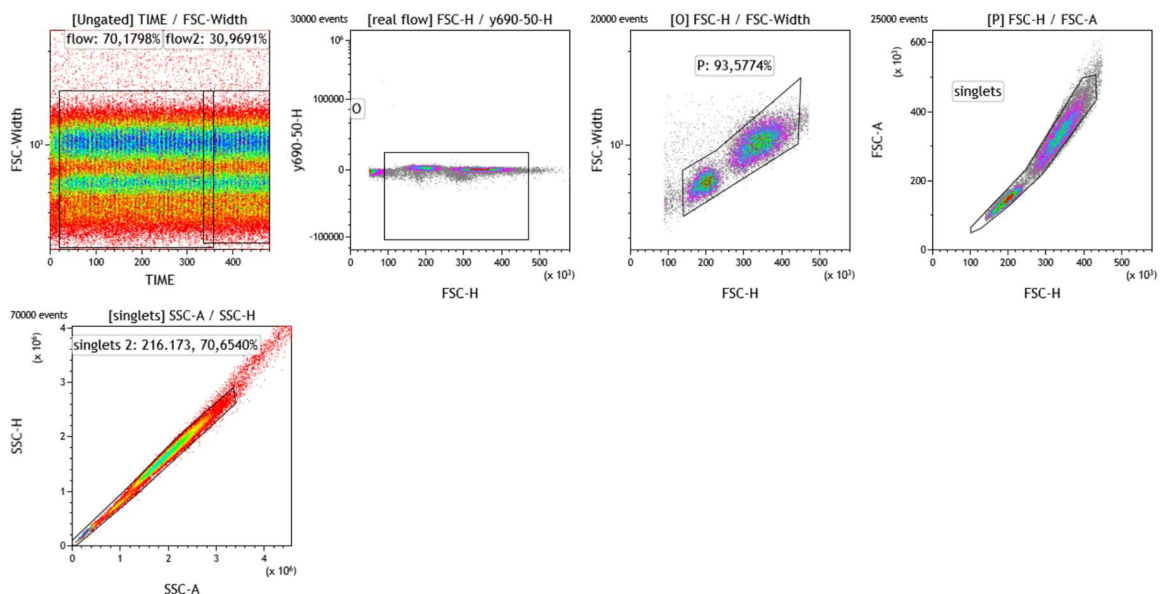 [Ungated] TIME / FSC-Width
flow: 70,1798%
flow2: 30,9691%
FSC-Width
10¹
0
100
200
300
400
TIME
30000 events
[real flow] FSC-H / y690-50-H
10⁶
100000
O
y690-50-H
0
-100000
0
100
200
300
400
500
(x 10³)
FSC-H
20000 events
[O] FSC-H / FSC-Width
P: 93,5774%
FSC-Width
10¹
0
100
200
300
400
500
(x 10³)
FSC-H
25000 events
[P] FSC-H / FSC-A
(x 10³)
600
singlets
400
FSC-A
200
0
0
100
200
300
400
500
(x 10³)
FSC-H
70000 events
[singlets] SSC-A / SSC-H
(x 10⁶)
4
singlets 2: 216.173, 70,6540%
3
SSC-H
2
1
0
0
1
2
3
4
(x 10⁶)
SSC-A